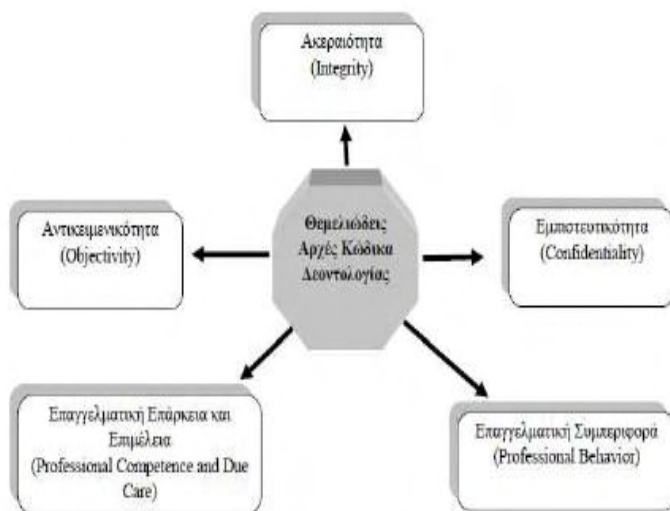 Ακεραιότητα
(Integrity)
Αντικειμενικότητα
(Objectivity)
Θεμελιώδεις
Αρχές Κώδικα
Δεοντολογίας
Εμπιστευτικότητα
(Confidentiality)
Επαγγελματική Επάρκεια και
Επιμέλεια
(Professional Competence and Due
Care)
Επαγγελματική Συμπεριφορά
(Professional Behavior)